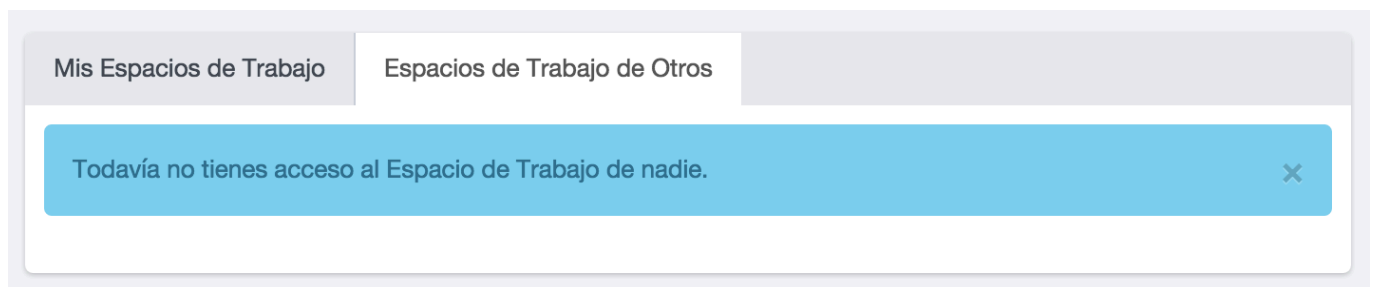 Mis Espacios de Trabajo
Espacios de Trabajo de Otros
Todavía no tienes acceso al Espacio de Trabajo de nadie.
×